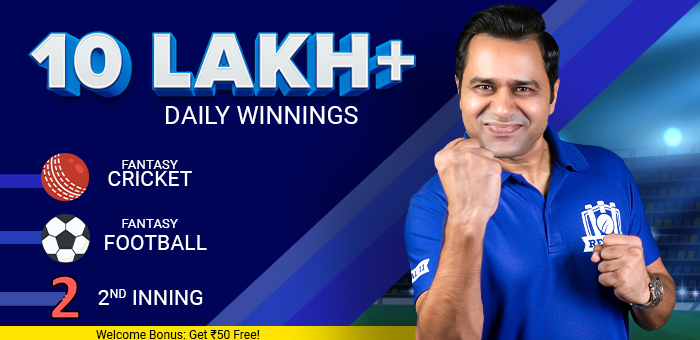 10 LAKH+
DAILY WINNINGS
FANTASY
CRICKET
FANTASY
FOOTBALL
2 2ND INNING
Welcome Bonus: Get ₹50 Free!